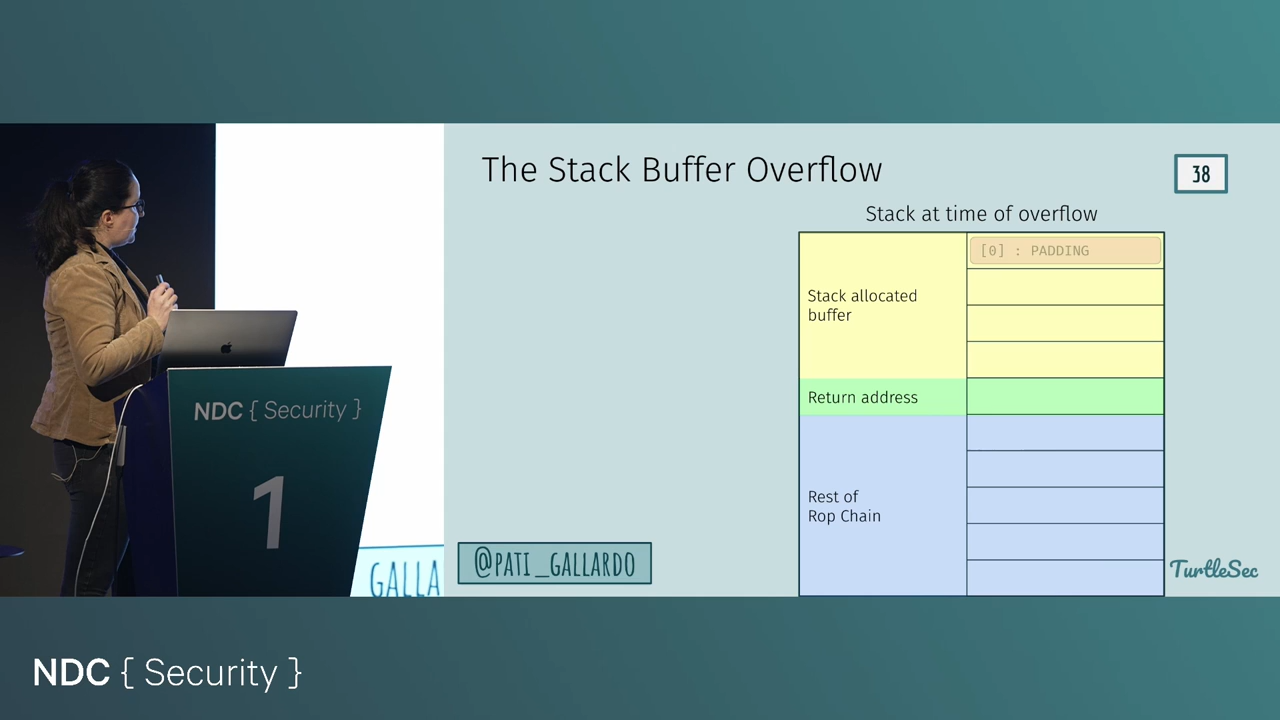 The Stack Buffer Overflow
38
Stack at time of overflow
[0] : PADDING
Stack allocated
buffer
Return address
Rest of
Rop Chain
@PATI_GALLARDO
TurtleSec
NDC { Security }
1
GALLA
NDC { Security }